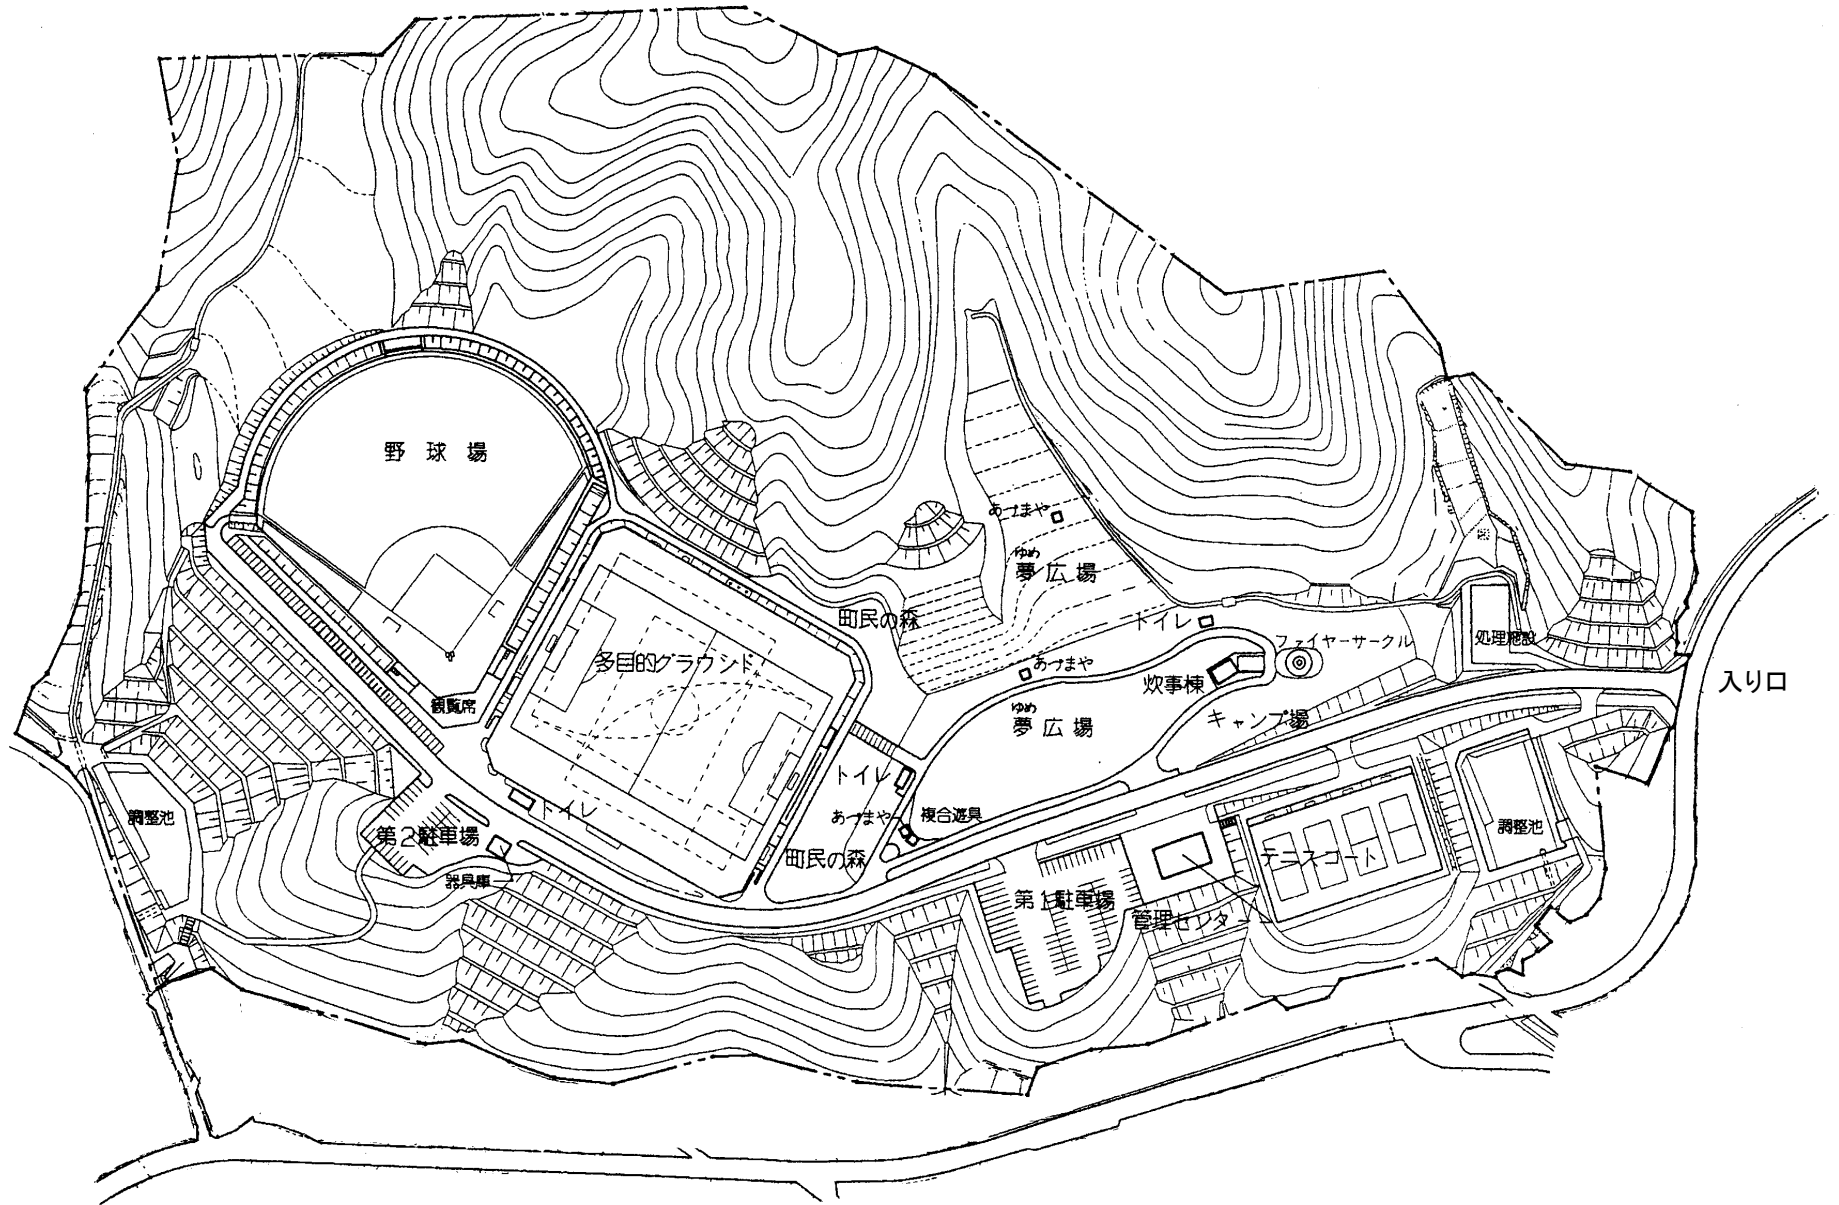 野球場
あづまや
ゆめ
夢広場
町民の森
トイレ
ファイヤーサークル
処理施設
多目的グラウンド
あづまや
炊事棟
入り口
観覧席
ゆめ
夢広場
キャンプ場
トイレ
トイレ
あづまや
複合遊具
調整池
第2駐車場
調整池
町民の森
テニスコート
器具庫
第1駐車場
管理センター